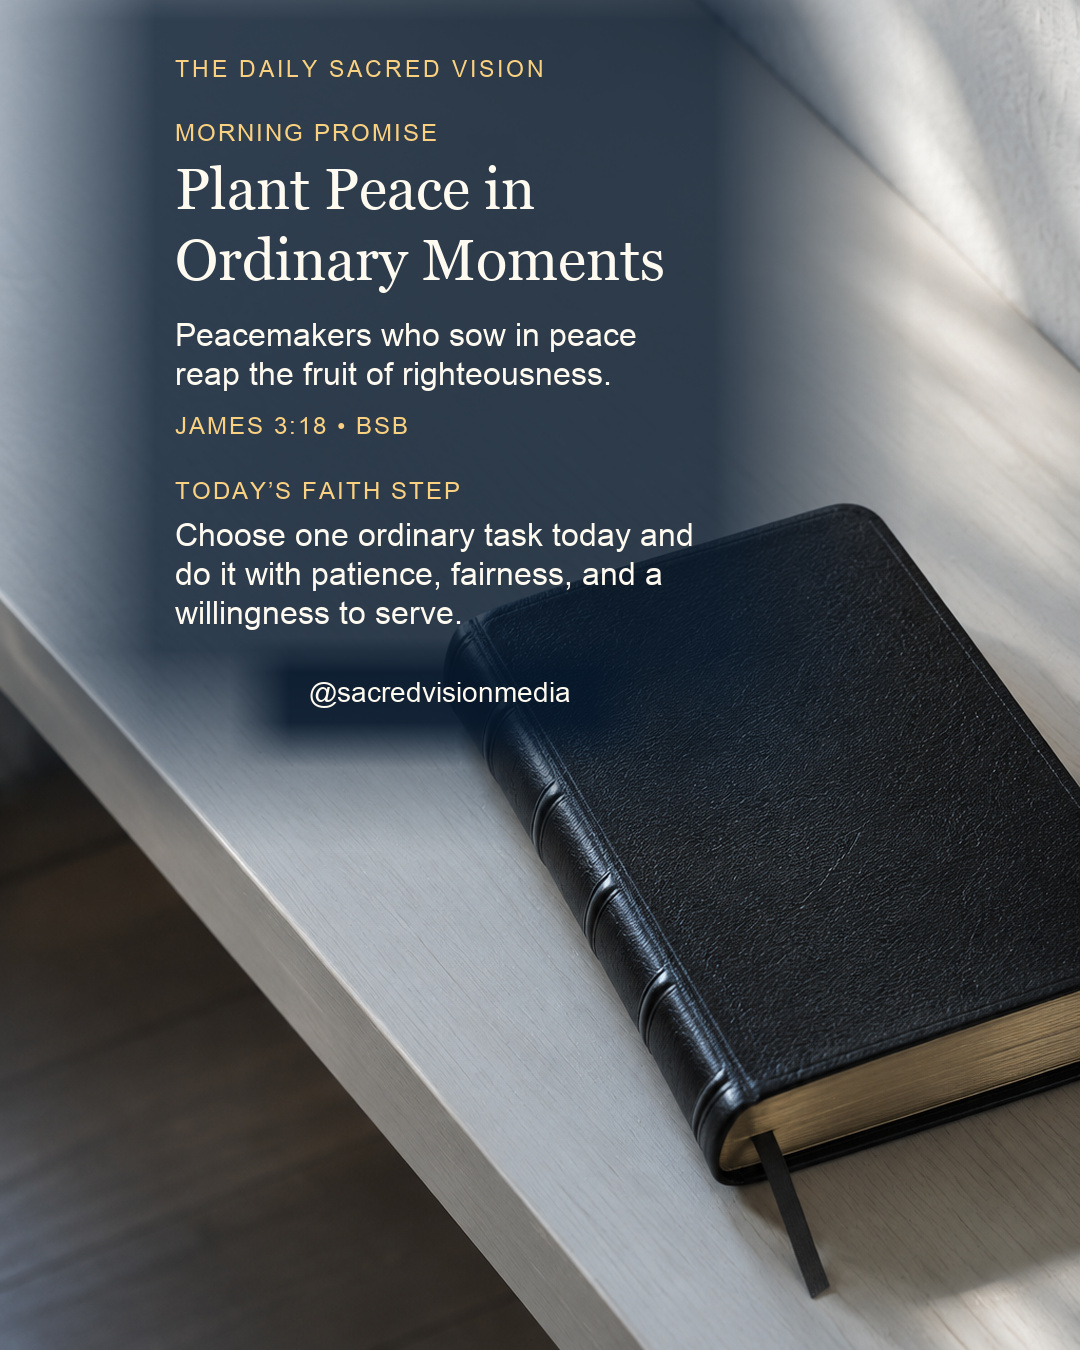 THE DAILY SACRED VISION
MORNING PROMISE
Plant Peace in
Ordinary Moments
Peacemakers who sow in peace
reap the fruit of righteousness.
JAMES 3:18 • BSB
TODAY’S FAITH STEP
Choose one ordinary task today and
do it with patience, fairness, and a
willingness to serve.
@sacredvisionmedia